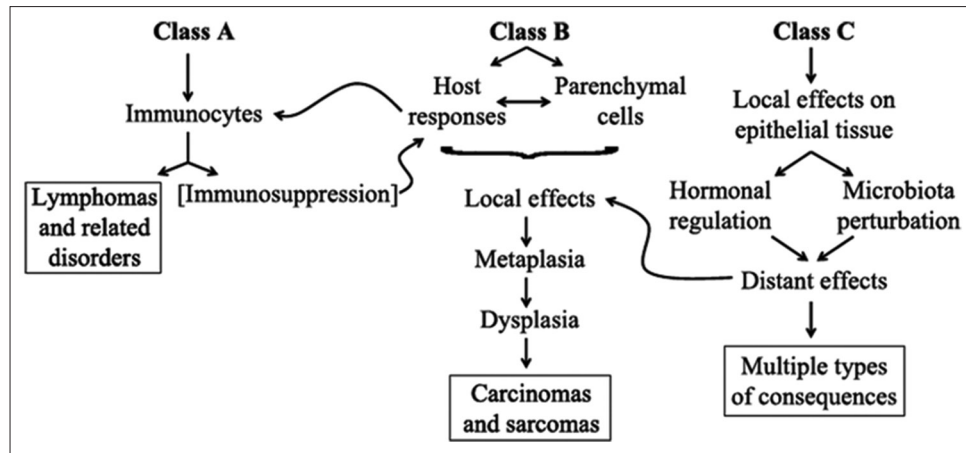 Class A
Immunocytes
Lymphomas
and related
disorders
[Immunosuppression]
Class B
Host
responses
Parenchymal
cells
Local effects
Metaplasia
Dysplasia
Carcinomas
and sarcomas
Class C
Local effects on
epithelial tissue
Hormonal
regulation
Microbiota
perturbation
Distant effects
Multiple types
of consequences